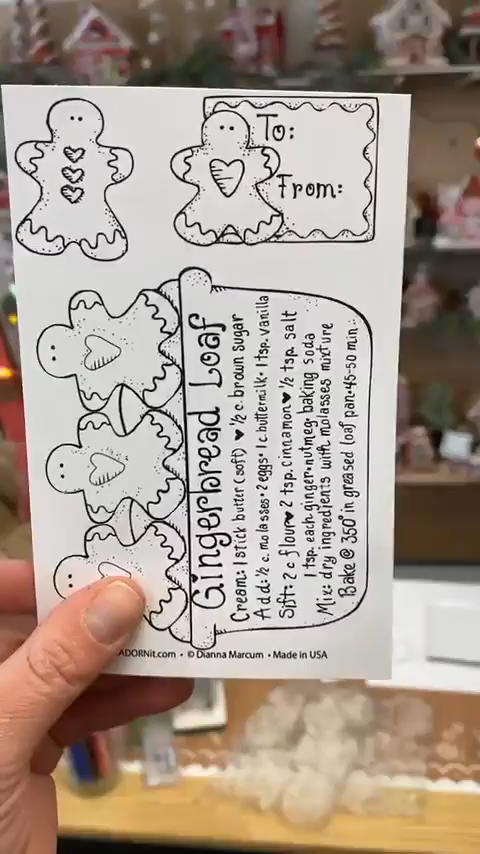 To:
From:
Gingerbread Loaf
Cream: 1 stick butter (soft) ♥ ½ c. brown sugar
Add: ½ c. molasses • 2 eggs • 1 c. buttermilk • 1 tsp. vanilla
Sift: 2 c flour ♥ 2 tsp. cinnamon ♥ ½ tsp. salt
1 tsp. each ginger • nutmeg • baking soda
Mix: dry ingredients with molasses mixture
Bake @ 350° in greased loaf pan • 45-50 min.
ADORNit.com • © Dianna Marcum • Made in USA